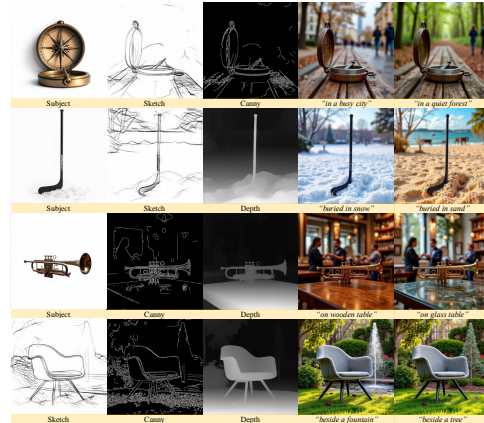 Subject Sketch Canny "in a busy city" "in a quiet forest"
Subject Sketch Depth "buried in snow" "buried in sand"
Subject Canny Depth "on wooden table" "on glass table"
Sketch Canny Depth "beside a fountain" "beside a tree"